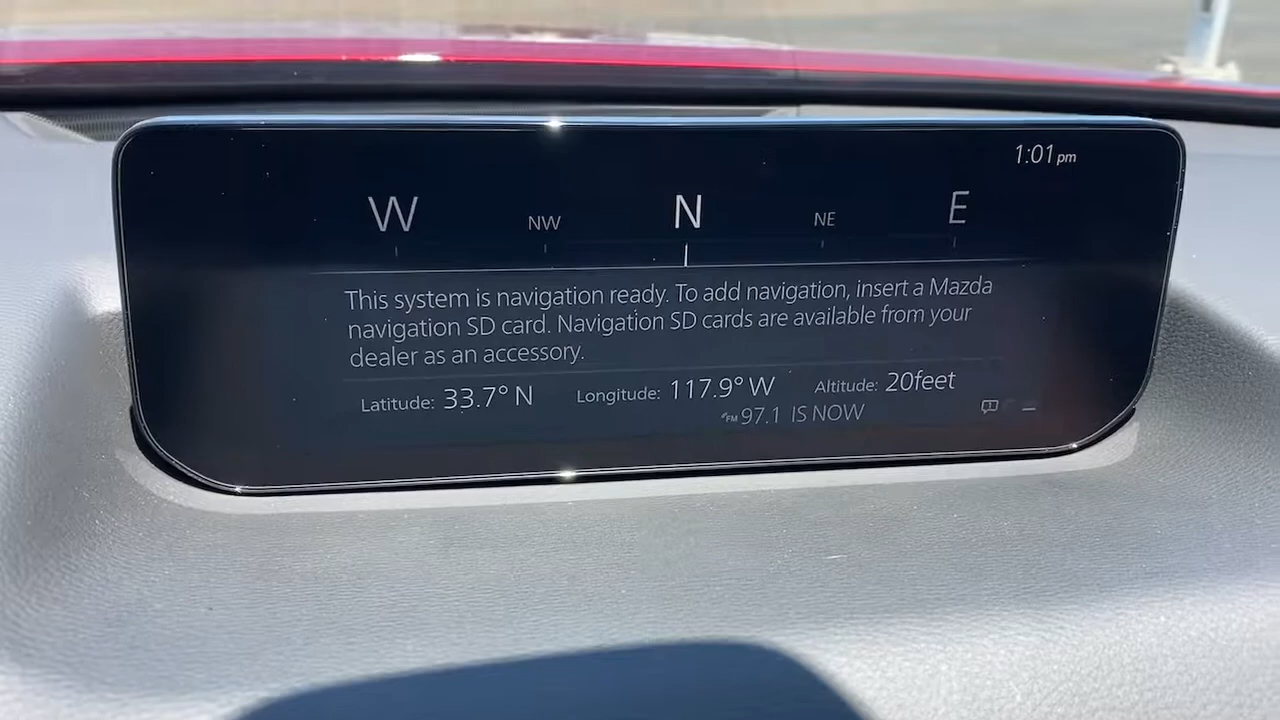 1:01pm
W NW N NE E
This system is navigation ready. To add navigation, insert a Mazda
navigation SD card. Navigation SD cards are available from your
dealer as an accessory.
Latitude: 33.7° N Longitude: 117.9° W Altitude: 20feet
FM 97.1 IS NOW